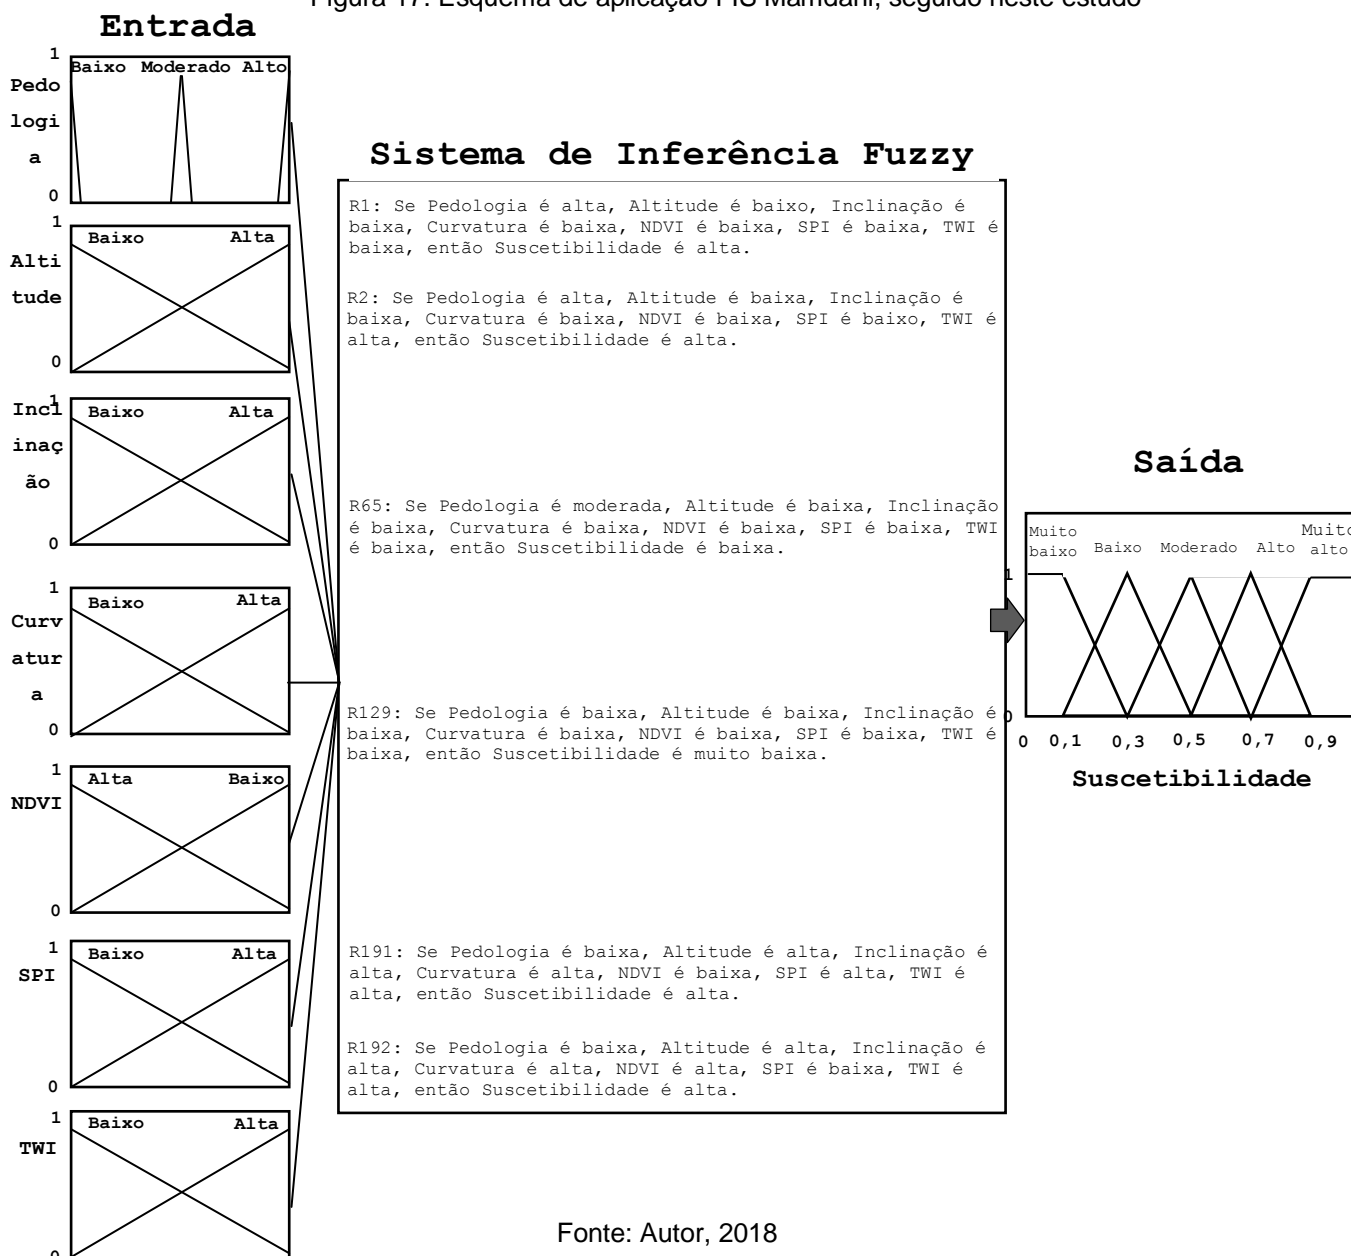 Figura 17: Esquema de aplicação FIS Mamdani, seguido neste estudo
Entrada
1
Baixo Moderado Alto
Pedo
logi
a
0
1
Baixo Alta
Alti
tude
0
1
Baixo Alta
Incl
inaç
ão
0
1
Baixo Alta
Curv
atur
a
0
1
Alta Baixo
NDVI
0
1
Baixo Alta
SPI
0
1
Baixo Alta
TWI
0
Sistema de Inferência Fuzzy
R1: Se Pedologia é alta, Altitude é baixo, Inclinação é
baixa, Curvatura é baixa, NDVI é baixa, SPI é baixa, TWI é
baixa, então Suscetibilidade é alta.
R2: Se Pedologia é alta, Altitude é baixa, Inclinação é
baixa, Curvatura é baixa, NDVI é baixa, SPI é baixo, TWI é
alta, então Suscetibilidade é alta.
R65: Se Pedologia é moderada, Altitude é baixa, Inclinação
é baixa, Curvatura é baixa, NDVI é baixa, SPI é baixa, TWI
é baixa, então Suscetibilidade é baixa.
R129: Se Pedologia é baixa, Altitude é baixa, Inclinação é
baixa, Curvatura é baixa, NDVI é baixa, SPI é baixa, TWI é
baixa, então Suscetibilidade é muito baixa.
R191: Se Pedologia é baixa, Altitude é alta, Inclinação é
alta, Curvatura é alta, NDVI é baixa, SPI é alta, TWI é
alta, então Suscetibilidade é alta.
R192: Se Pedologia é baixa, Altitude é alta, Inclinação é
alta, Curvatura é alta, NDVI é alta, SPI é baixa, TWI é
alta, então Suscetibilidade é alta.
Saída
Muito baixo Baixo Moderado Alto Muito alto
1
0
0 0,1 0,3 0,5 0,7 0,9
Suscetibilidade
Fonte: Autor, 2018